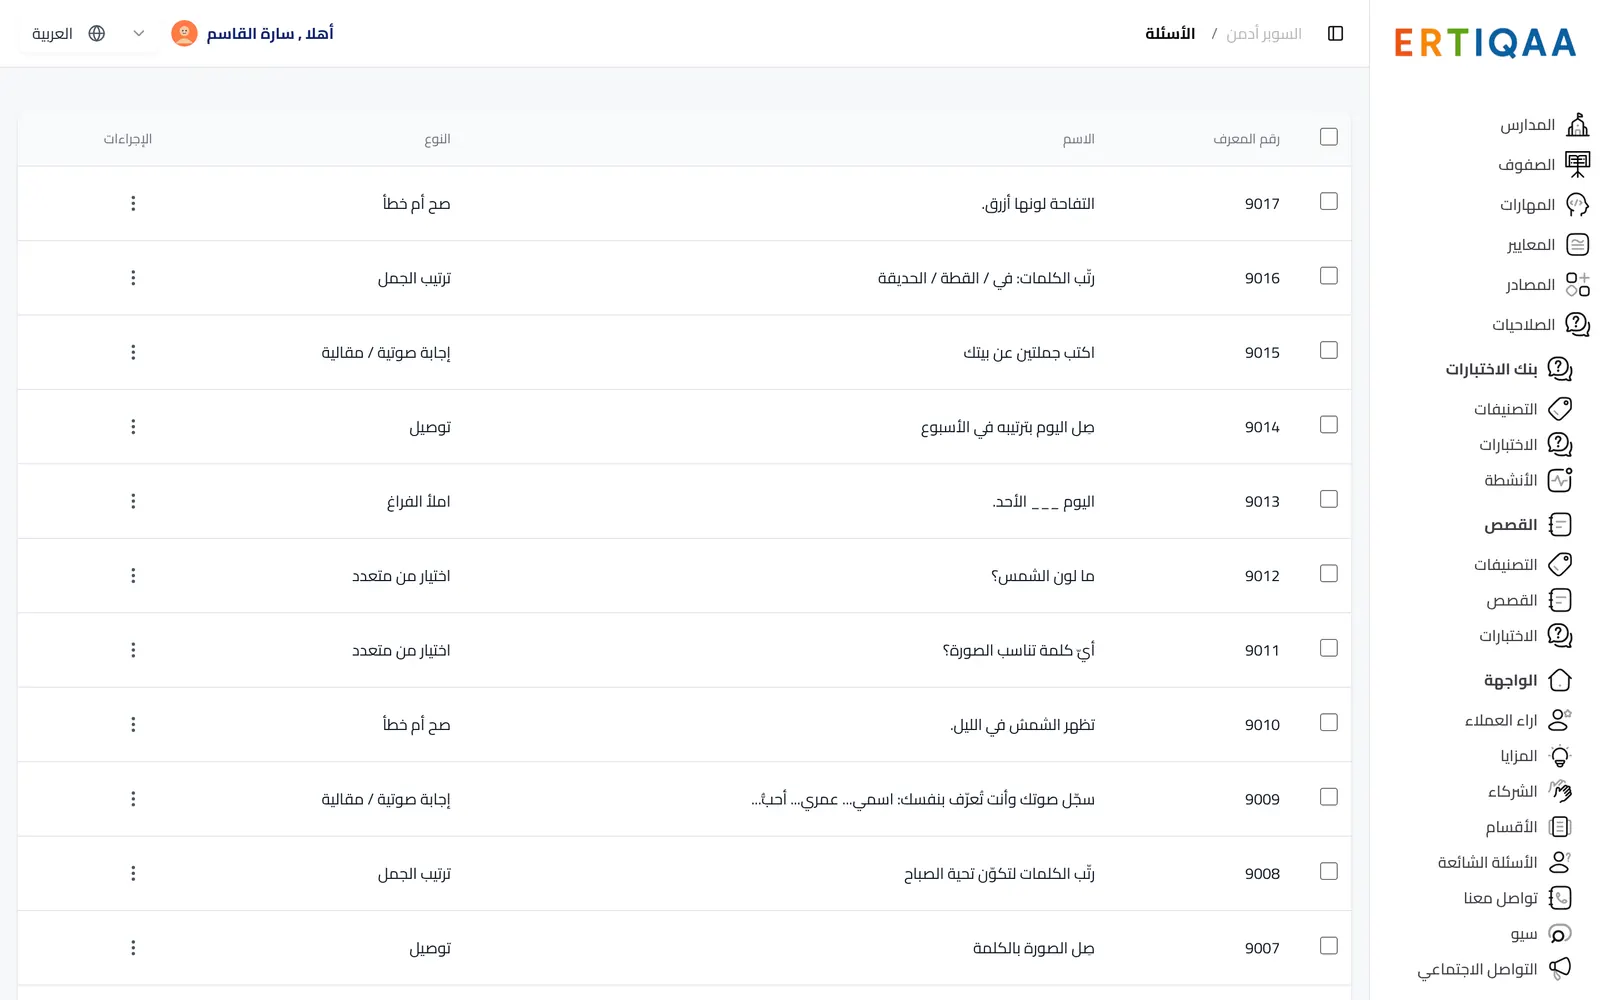 ERTIQAA
المدارس
الصفوف
المهارات
المعايير
المصادر
الصلاحيات
بنك الاختبارات
التصنيفات
الاختبارات
الأنشطة
القصص
التصنيفات
القصص
الاختبارات
الواجهة
اراء العملاء
المزايا
الشركاء
الأقسام
الأسئلة الشائعة
تواصل معنا
سيو
التواصل الاجتماعي
السوبر أدمن / الأسئلة
أهلا , سارة القاسم
العربية
رقم المعرف الاسم النوع الإجراءات
9017 التفاحة لونها أزرق. صح أم خطأ
9016 رتّب الكلمات: في / القطة / الحديقة ترتيب الجمل
9015 اكتب جملتين عن بيتك إجابة صوتية / مقالية
9014 صِل اليوم بترتيبه في الأسبوع توصيل
9013 اليوم ___ الأحد. املأ الفراغ
9012 ما لون الشمس؟ اختيار من متعدد
9011 أيّ كلمة تناسب الصورة؟ اختيار من متعدد
9010 تظهر الشمسُ في الليل. صح أم خطأ
9009 سجّل صوتك وأنت تُعرّف بنفسك: اسمي... عمري... أحبُّ... إجابة صوتية / مقالية
9008 رتّب الكلمات لتكوّن تحية الصباح ترتيب الجمل
9007 صِل الصورة بالكلمة توصيل